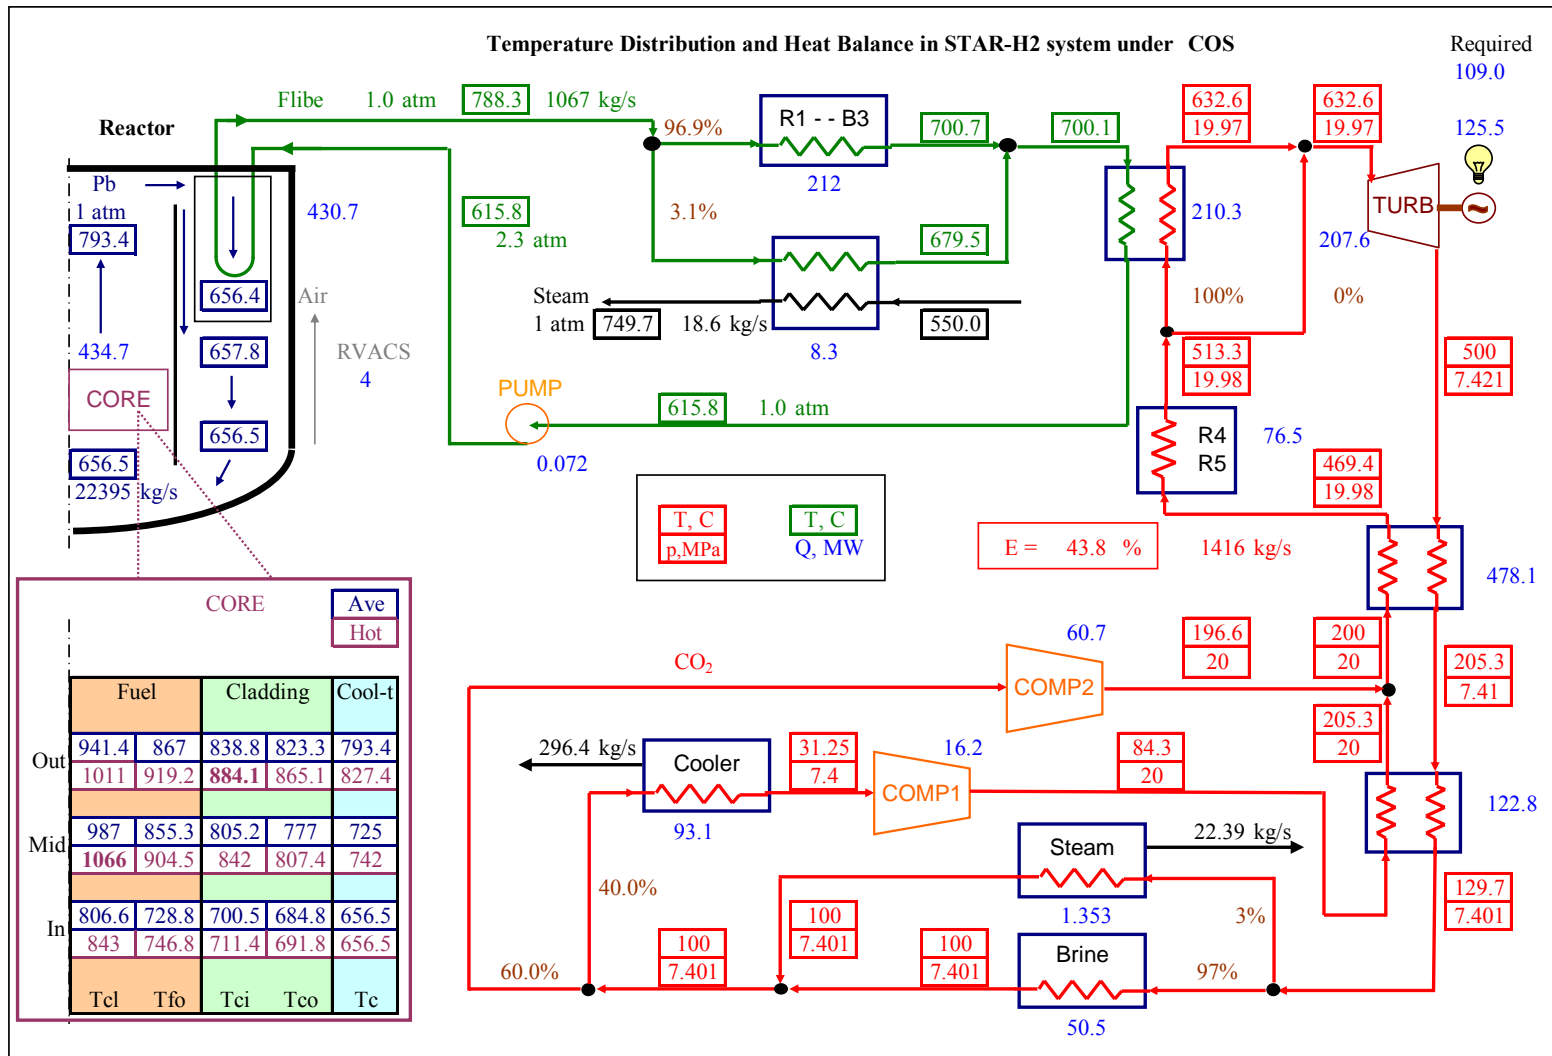 Temperature Distribution and Heat Balance in STAR-H2 system under COS
Required
109.0
125.5
Flibe 1.0 atm 788.3 1067 kg/s
Reactor
96.9%
R1 - - B3
212
700.7
700.1
632.6
19.97
632.6
19.97
TURB
~
207.6
210.3
100%
0%
Pb
1 atm
793.4
430.7
615.8
2.3 atm
3.1%
679.5
656.4
Air
Steam
1 atm
749.7
18.6 kg/s
550.0
8.3
657.8
RVACS
4
434.7
CORE
656.5
656.5
22395 kg/s
PUMP
0.072
615.8 1.0 atm
513.3
19.98
500
7.421
R4
R5
76.5
469.4
19.98
T, C
p,MPa
T, C
Q, MW
E = 43.8 %
1416 kg/s
478.1
CO2
60.7
COMP2
196.6
20
200
20
205.3
7.41
205.3
20
296.4 kg/s
Cooler
93.1
31.25
7.4
16.2
COMP1
84.3
20
122.8
22.39 kg/s
Steam
1.353
3%
129.7
7.401
40.0%
60.0%
100
7.401
100
7.401
100
7.401
Brine
50.5
97%
CORE
Ave
Hot
Fuel Cladding Cool-t
Out
941.4 867 838.8 823.3 793.4
1011 919.2 884.1 865.1 827.4
Mid
987 855.3 805.2 777 725
1066 904.5 842 807.4 742
In
806.6 728.8 700.5 684.8 656.5
843 746.8 711.4 691.8 656.5
Tcl Tfo Tci Tco Tc